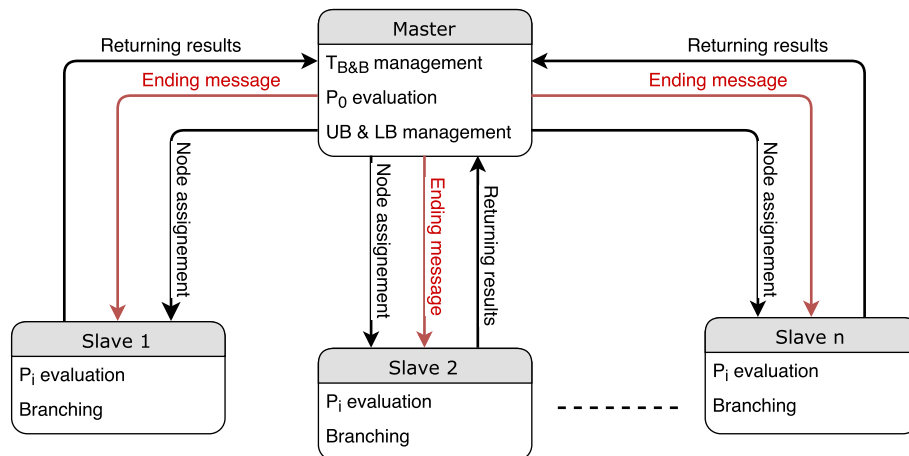 Master
Returning results
Returning results
T_B&B management
Ending message
Ending message
P_0 evaluation
UB & LB management
Node assignement
Node assignement
Ending message
Returning results
Node assignement
Slave 1
P_i evaluation
Branching
Slave 2
P_i evaluation
Branching
Slave n
P_i evaluation
Branching